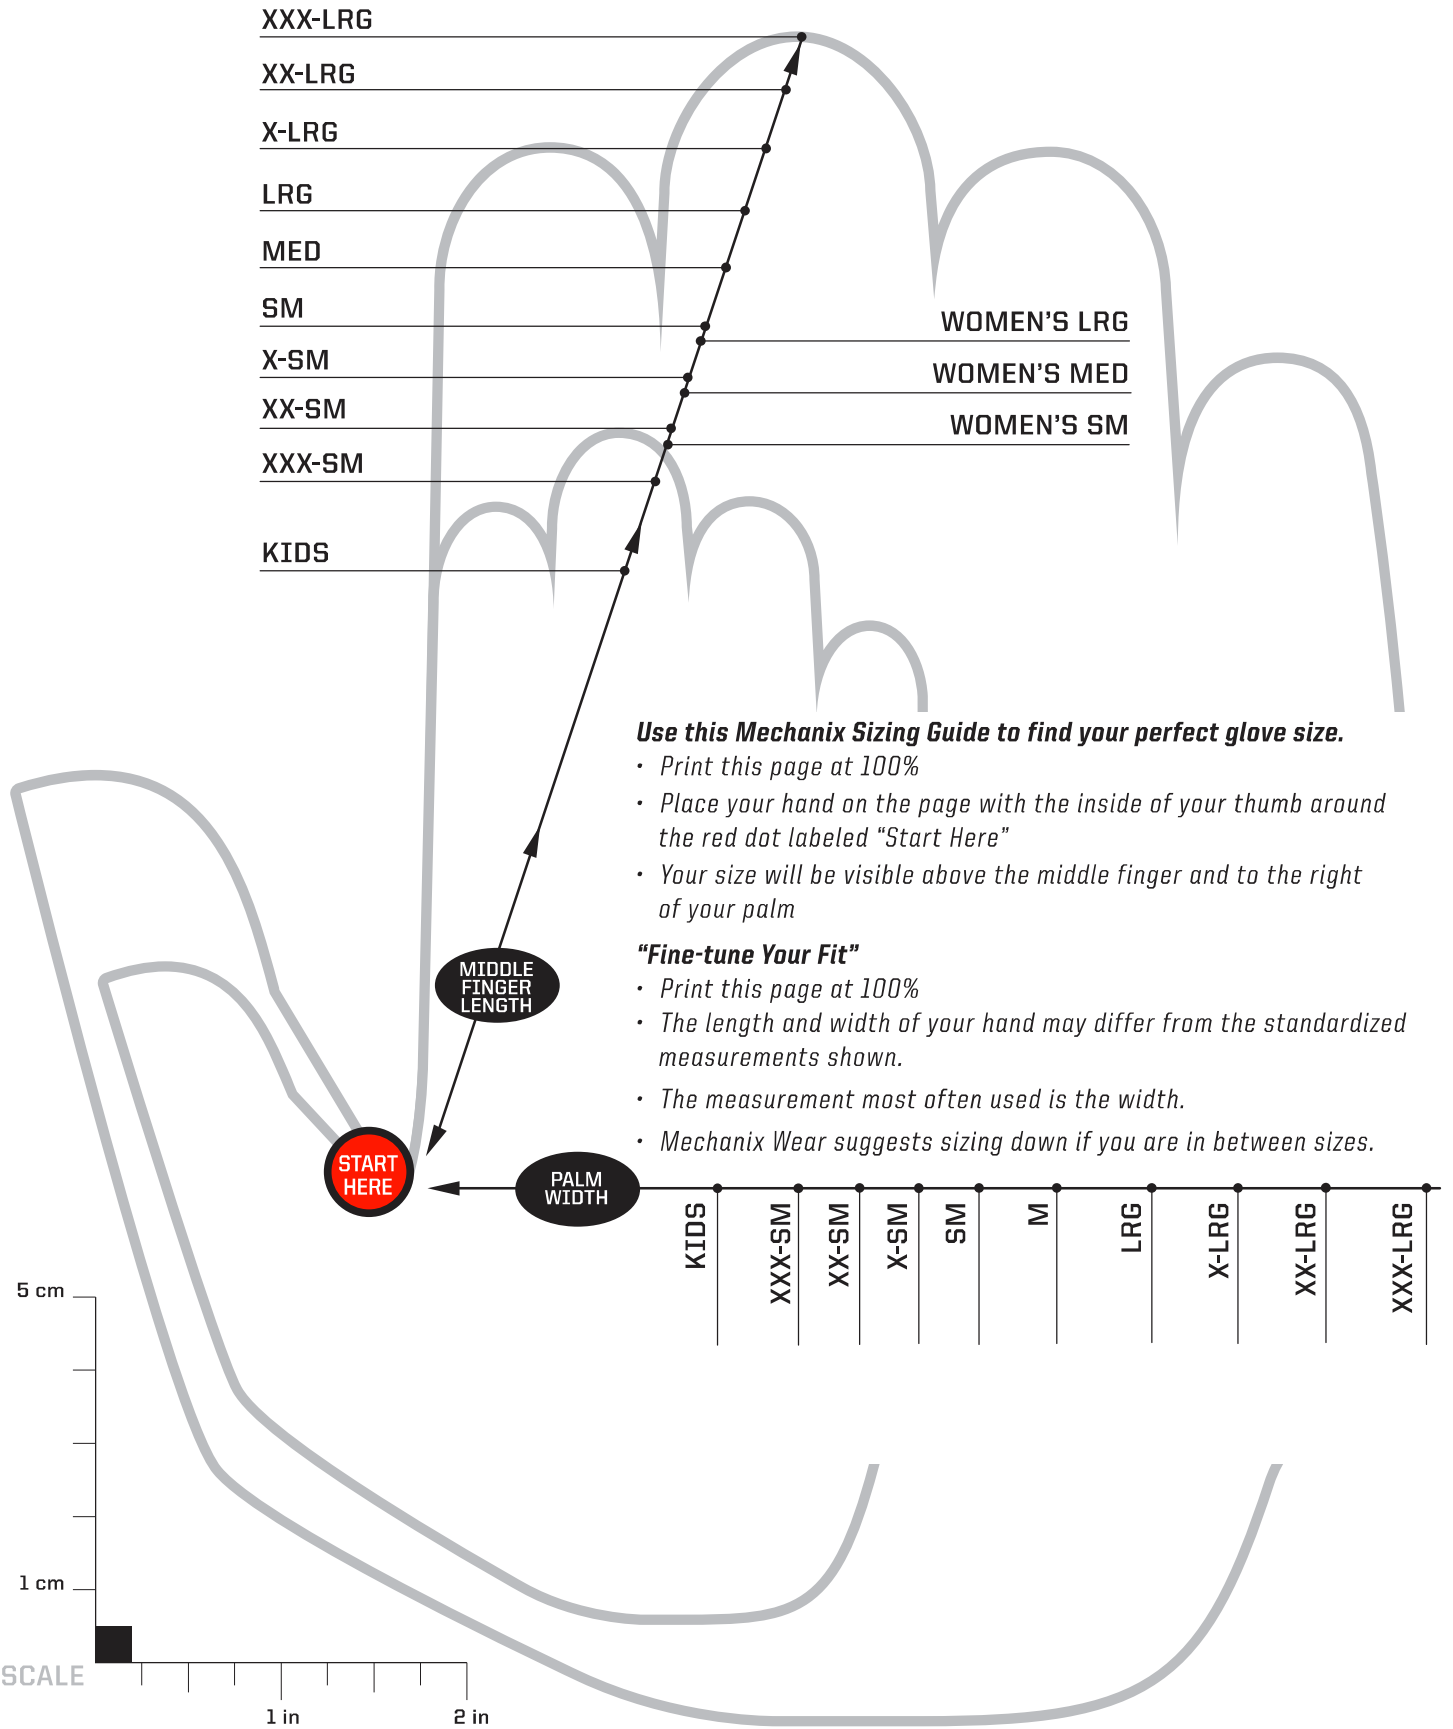 XXX-LRG
XX-LRG
X-LRG
LRG
MED
SM
X-SM
XX-SM
XXX-SM
KIDS
WOMEN'S LRG
WOMEN'S MED
WOMEN'S SM
Use this Mechanix Sizing Guide to find your perfect glove size.
• Print this page at 100%
• Place your hand on the page with the inside of your thumb around
the red dot labeled “Start Here”
• Your size will be visible above the middle finger and to the right
of your palm
“Fine-tune Your Fit”
• Print this page at 100%
• The length and width of your hand may differ from the standardized
measurements shown.
• The measurement most often used is the width.
• Mechanix Wear suggests sizing down if you are in between sizes.
MIDDLE
FINGER
LENGTH
START
HERE
PALM
WIDTH
KIDS
XXX-SM
XX-SM
X-SM
SM
M
LRG
X-LRG
XX-LRG
XXX-LRG
5 cm
1 cm
SCALE
1 in
2 in